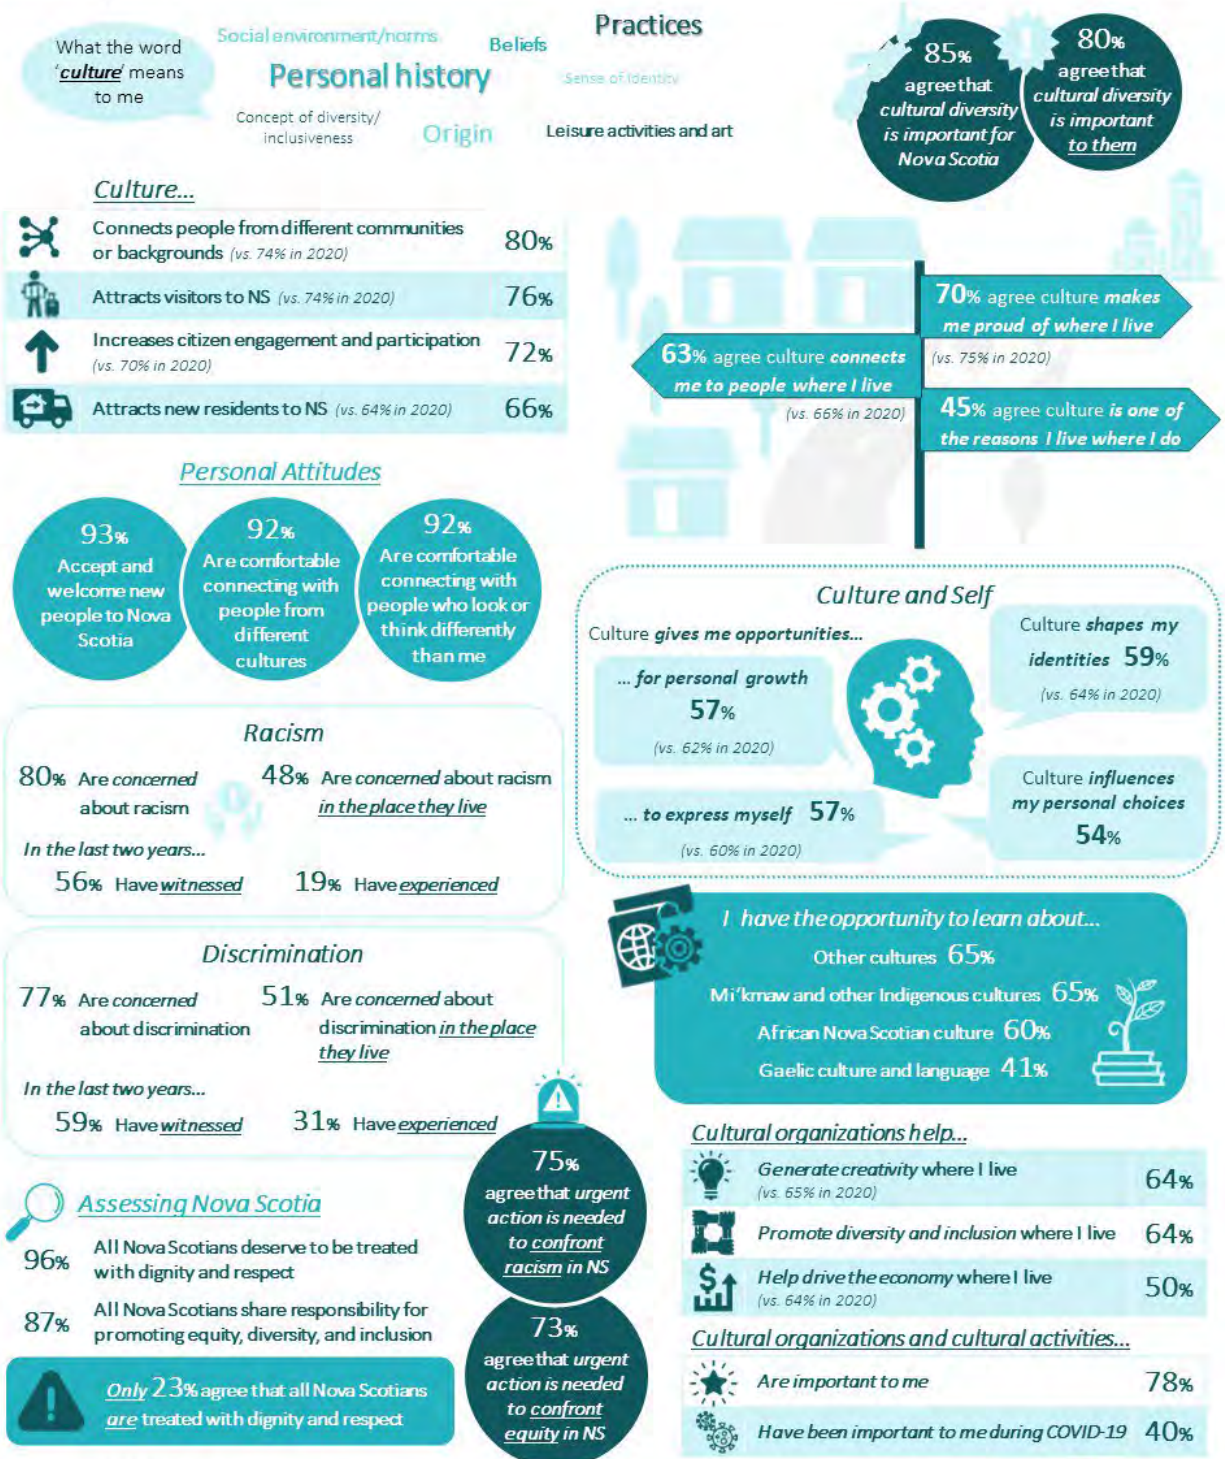 What the word
'culture' means
to me
Social environment/norms
Beliefs
Practices
Personal history
Sense of identity
Concept of diversity/
inclusiveness
Origin
Leisure activities and art
85%
agree that
cultural diversity
is important for
Nova Scotia
80%
agree that
cultural diversity
is important
to them
Culture...
Connects people from different communities
or backgrounds (vs. 74% in 2020)
80%
Attracts visitors to NS (vs. 74% in 2020)
76%
Increases citizen engagement and participation
(vs. 70% in 2020)
72%
Attracts new residents to NS (vs. 64% in 2020)
66%
70% agree culture makes
me proud of where I live
(vs. 75% in 2020)
63% agree culture connects
me to people where I live
(vs. 66% in 2020)
45% agree culture is one of
the reasons I live where I do
Personal Attitudes
93%
Accept and
welcome new
people to Nova
Scotia
92%
Are comfortable
connecting with
people from
different
cultures
92%
Are comfortable
connecting with
people who look or
think differently
than me
Culture and Self
Culture gives me opportunities...
... for personal growth
57%
(vs. 62% in 2020)
... to express myself 57%
(vs. 60% in 2020)
Culture shapes my
identities 59%
(vs. 64% in 2020)
Culture influences
my personal choices
54%
Racism
80% Are concerned
about racism
48% Are concerned about racism
in the place they live
In the last two years...
56% Have witnessed
19% Have experienced
Discrimination
77% Are concerned
about discrimination
51% Are concerned about
discrimination in the place
they live
In the last two years...
59% Have witnessed
31% Have experienced
I have the opportunity to learn about...
Other cultures 65%
Mi'kmaw and other Indigenous cultures 65%
African Nova Scotian culture 60%
Gaelic culture and language 41%
75%
agree that urgent
action is needed
to confront
racism in NS
73%
agree that urgent
action is needed
to confront
equity in NS
Assessing Nova Scotia
96%
All Nova Scotians deserve to be treated
with dignity and respect
87%
All Nova Scotians share responsibility for
promoting equity, diversity, and inclusion
Only 23% agree that all Nova Scotians
are treated with dignity and respect
Cultural organizations help...
Generate creativity where I live
(vs. 65% in 2020)
64%
Promote diversity and inclusion where I live
64%
Help drive the economy where I live
(vs. 64% in 2020)
50%
Cultural organizations and cultural activities...
Are important to me
78%
Have been important to me during COVID-19
40%